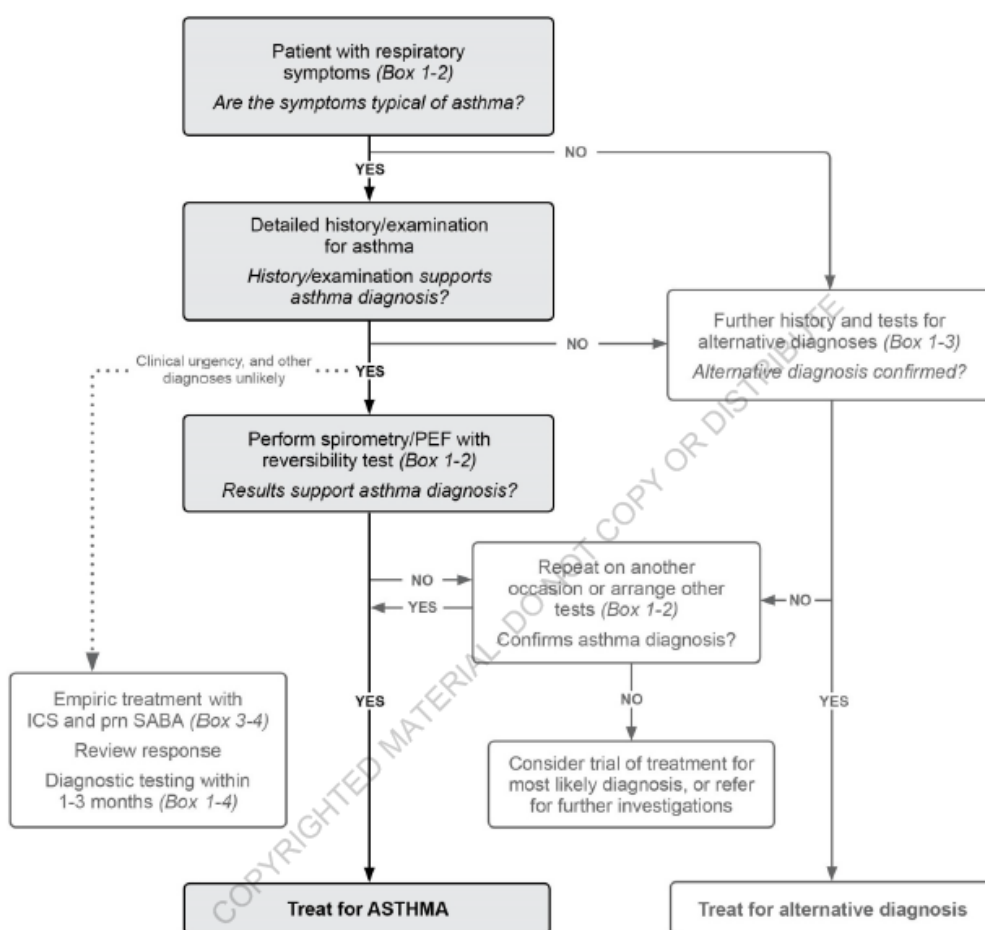 Patient with respiratory
symptoms (Box 1-2)
Are the symptoms typical of asthma?
NO
YES
Detailed history/examination
for asthma
History/examination supports
asthma diagnosis?
Further history and tests for
alternative diagnoses (Box 1-3)
Alternative diagnosis confirmed?
NO
Clinical urgency, and other
diagnoses unlikely
YES
Perform spirometry/PEF with
reversibility test (Box 1-2)
Results support asthma diagnosis?
Repeat on another
occasion or arrange other
tests (Box 1-2)
Confirms asthma diagnosis?
NO
YES
NO
Empiric treatment with
ICS and prn SABA (Box 3-4)
Review response
Diagnostic testing within
1-3 months (Box 1-4)
YES
NO
YES
Consider trial of treatment for
most likely diagnosis, or refer
for further investigations
Treat for ASTHMA
Treat for alternative diagnosis
COPYRIGHTED MATERIAL- DO NOT COPY OR DISTRIBUTE